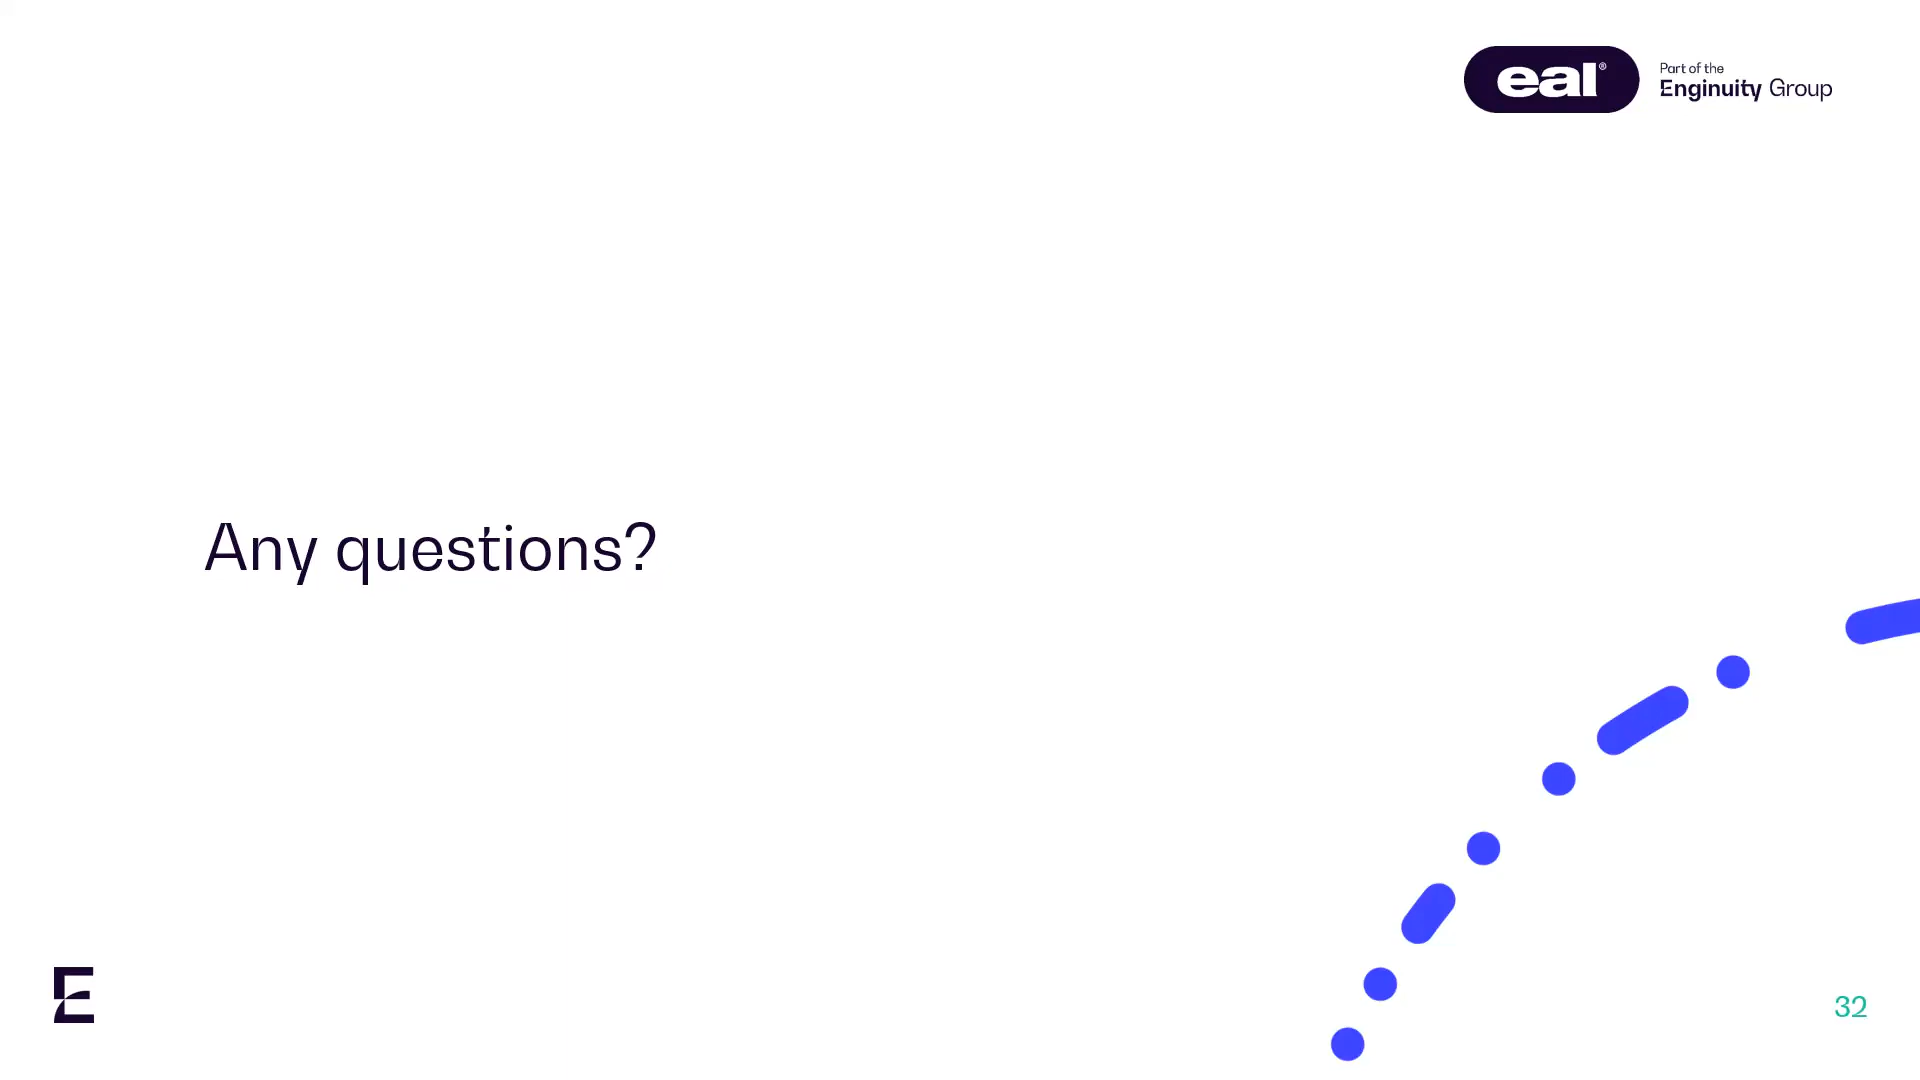 eal®
Part of the
Enginuity Group
Any questions?
E
32